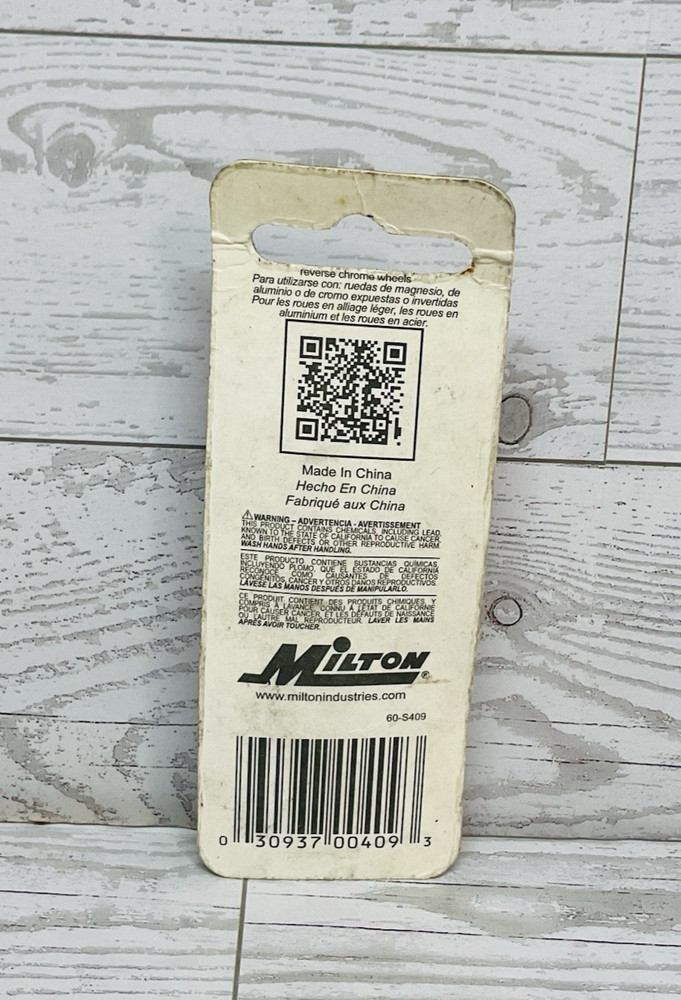 reverse chrome wheels
Para utilizarse con: ruedas de magnesio, de
aluminio o de cromo expuestas o invertidas
Pour les roues en alliage léger, les roues en
aluminium et les roues en acier.
Made In China
Hecho En China
Fabriqué aux China
WARNING – ADVERTENCIA - AVERTISSEMENT
THIS PRODUCT CONTAINS CHEMICALS, INCLUDING LEAD,
KNOWN TO THE STATE OF CALIFORNIA TO CAUSE CANCER
AND BIRTH DEFECTS OR OTHER REPRODUCTIVE HARM.
WASH HANDS AFTER HANDLING.
ESTE PRODUCTO CONTIENE SUSTANCIAS QUÍMICAS,
INCLUYENDO PLOMO, QUE EL ESTADO DE CALIFORNIA
RECONOCE COMO CAUSANTES DE DEFECTOS
CONGÉNITOS, CANCER Y OTROS DAÑOS REPRODUCTIVOS.
LÁVESE LAS MANOS DESPUÉS DE MANIPULARLO.
CE PRODUIT CONTIENT DES PRODUITS CHIMIQUES, Y
COMPRIS À LAVANCE, CONNU À L'ÉTAT DE CALIFORNIE
POUR CAUSER CANCER, ET LES DÉFAUTS DE NAISSANCE
OU L'AUTRE MAL REPRODUCTEUR. LAVER LES MAINS
APRÈS AVOIR TOUCHER.
MILTON®
www.miltonindustries.com
60-S409
0 30937 00409 3